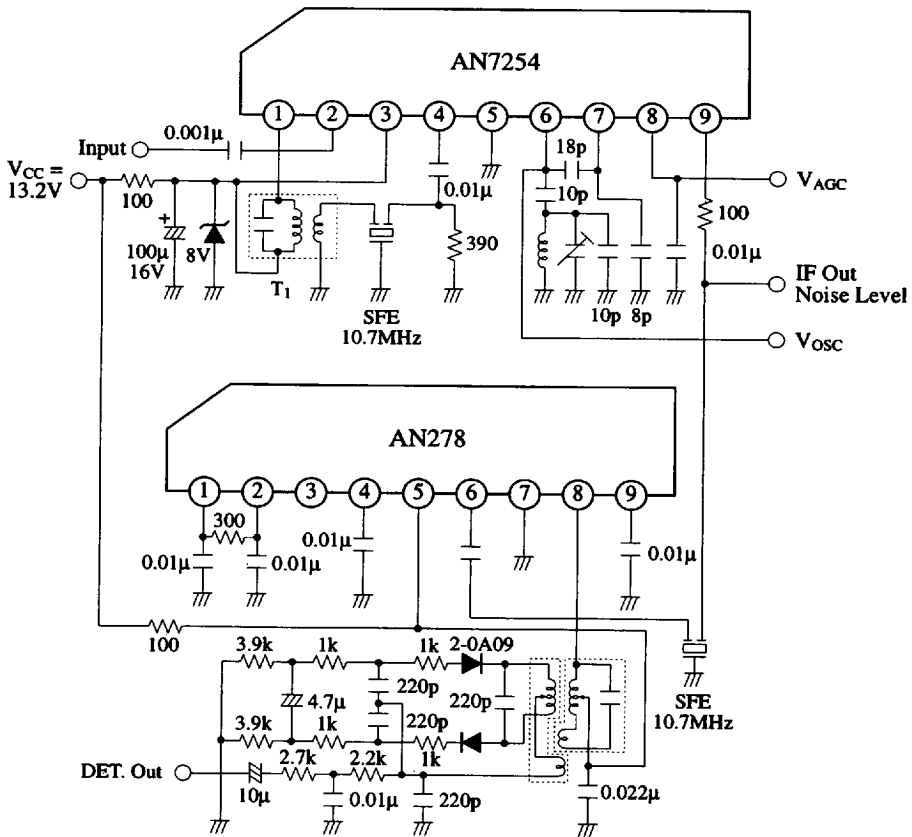 AN7254
1 2 3 4 5 6 7 8 9
0.001μ
Input
V_CC =
13.2V
100
+
100μ
16V
8V
T₁
0.01μ
390
SFE
10.7MHz
18p
10p
10p 8p
V_AGC
100
0.01μ
IF Out
Noise Level
V_OSC
AN278
1 2 3 4 5 6 7 8 9
300
0.01μ
0.01μ
0.01μ
0.01μ
100
3.9k
1k
1k
2-0A09
220p
4.7μ
220p
220p
3.9k
1k
1k
SFE
10.7MHz
DET. Out
10μ
2.7k
2.2k
0.01μ
220p
0.022μ